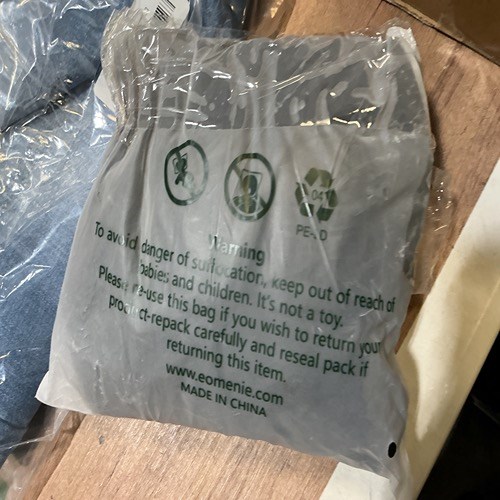 04
PE-LD
Warning
To avoid danger of suffocation, keep out of reach of
babies and children. It's not a toy.
Please re-use this bag if you wish to return your
product-repack carefully and reseal pack if
returning this item.
www.eomenie.com
MADE IN CHINA